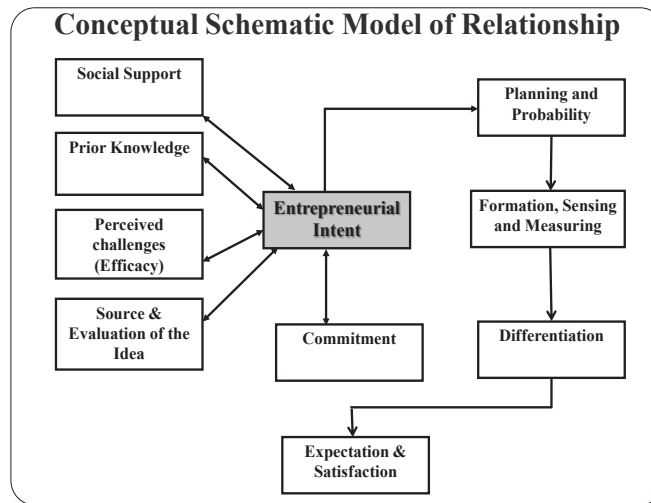 Conceptual Schematic Model of Relationship
Social Support
Prior Knowledge
Perceived
challenges
(Efficacy)
Source &
Evaluation of the
Idea
Entrepreneurial
Intent
Commitment
Planning and
Probability
Formation, Sensing
and Measuring
Differentiation
Expectation &
Satisfaction